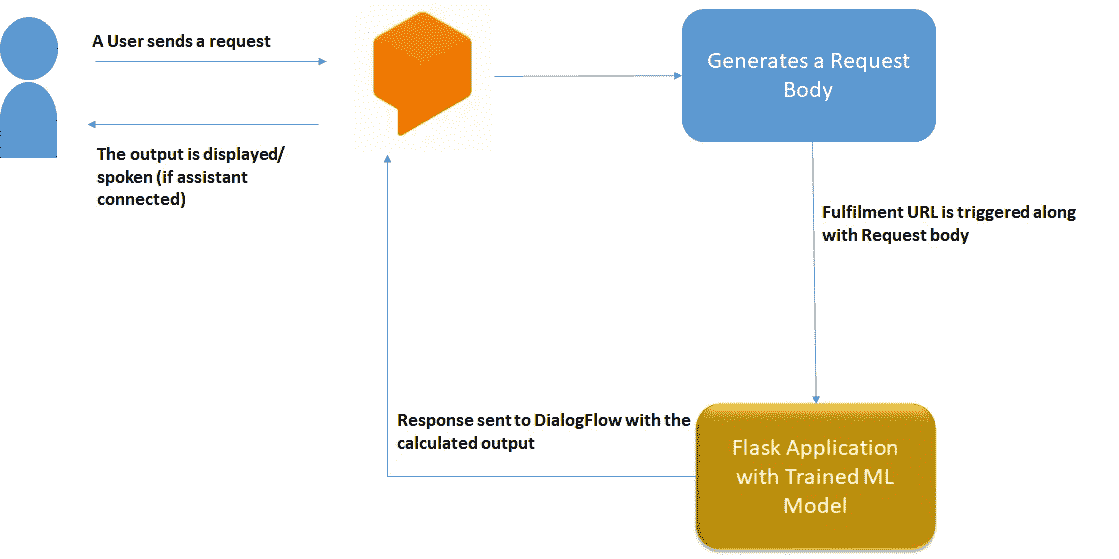 A User sends a request
The output is displayed/
spoken (if assistant
connected)
Generates a Request
Body
Fulfilment URL is triggered along
with Request body
Response sent to DialogFlow with the
calculated output
Flask Application
with Trained ML
Model